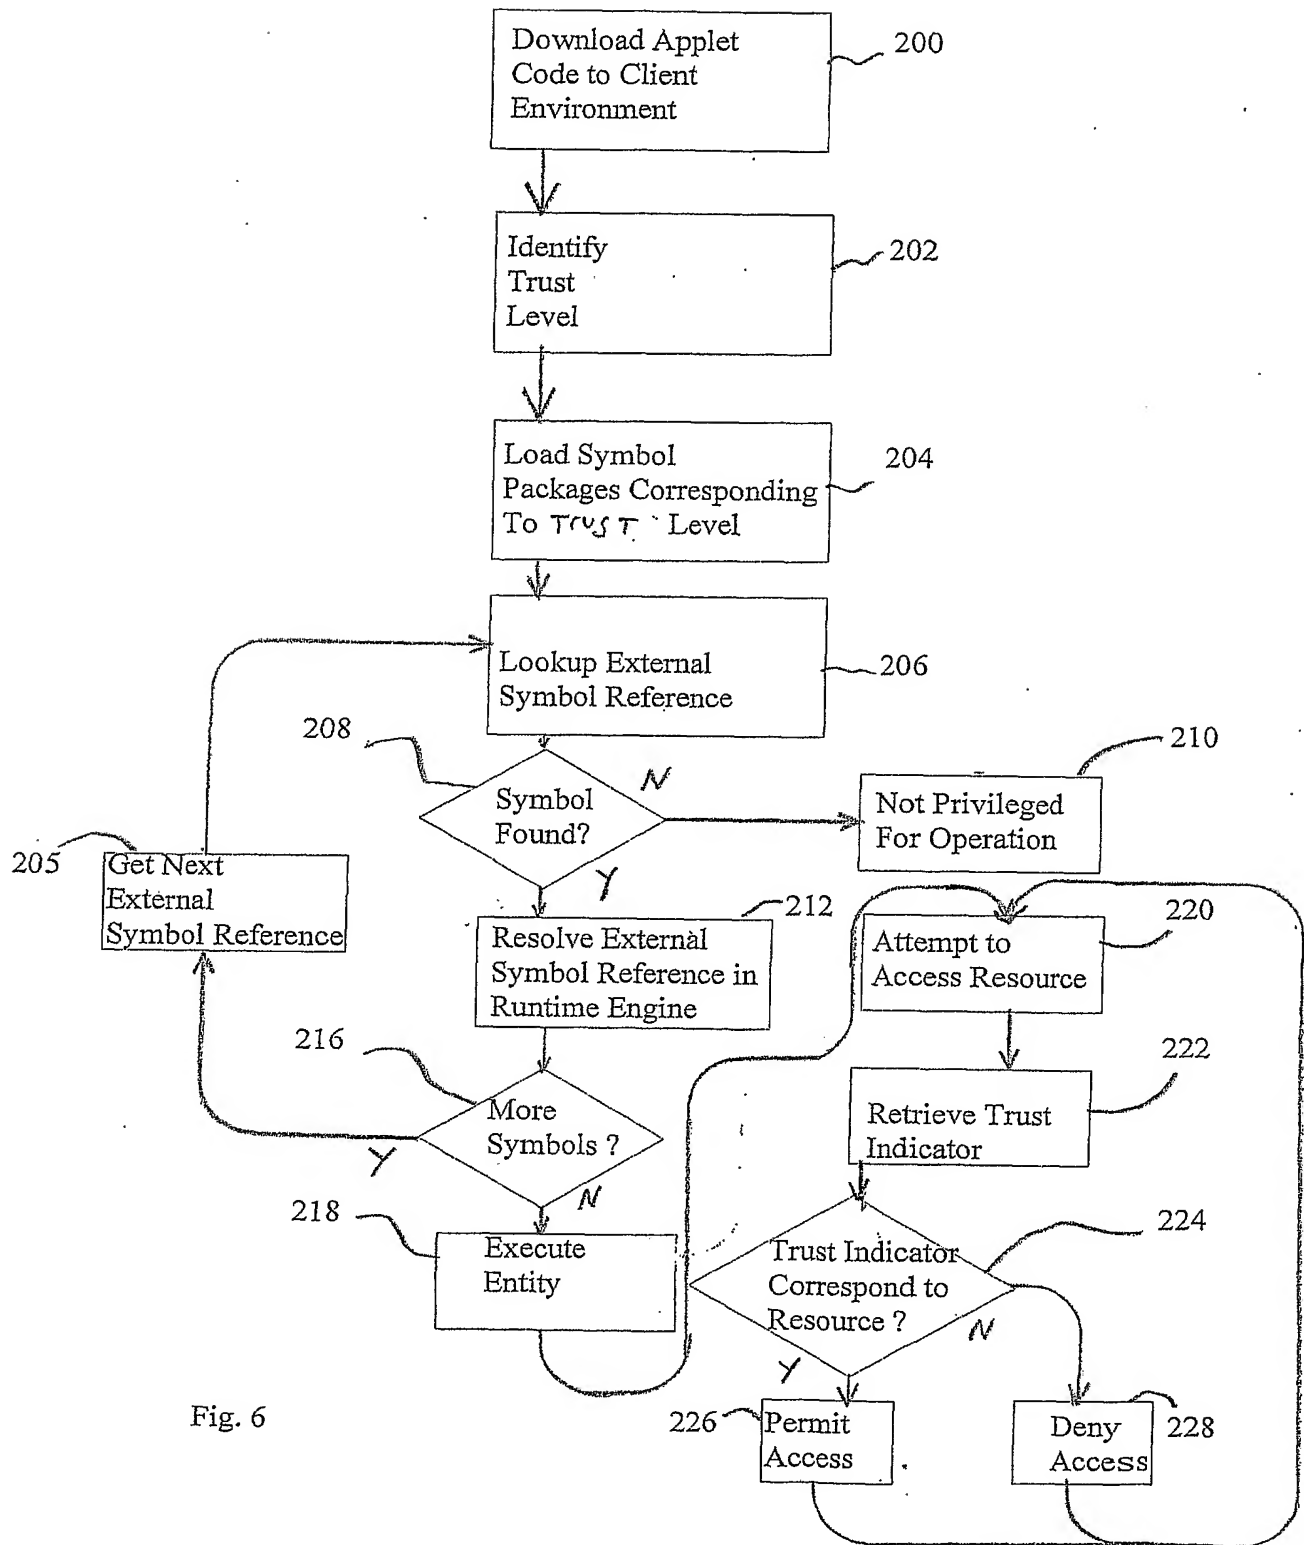 Download Applet
Code to Client
Environment
200
Identify
Trust
Level
202
Load Symbol
Packages Corresponding
To Trust Level
204
Lookup External
Symbol Reference
206
208
Symbol
Found?
N
Y
Not Privileged
For Operation
210
205
Get Next
External
Symbol Reference
Resolve External
Symbol Reference in
Runtime Engine
212
Attempt to
Access Resource
220
216
More
Symbols ?
Y
N
Retrieve Trust
Indicator
222
218
Execute
Entity
Trust Indicator
Correspond to
Resource ?
224
N
Y
226
Permit
Access
Deny
Access
228
Fig. 6